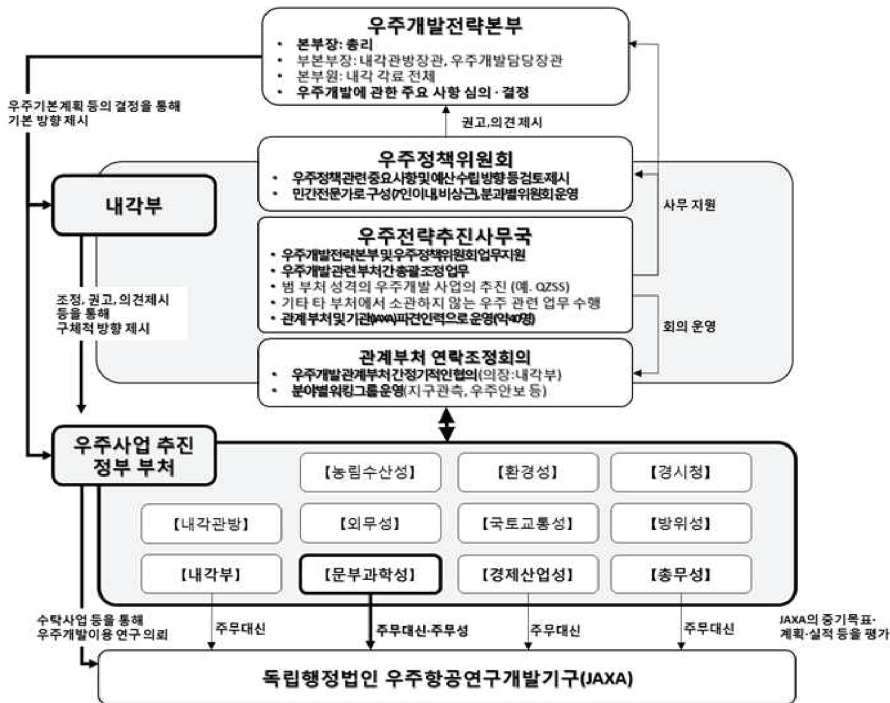 우주개발전략본부
• 본부장: 총리
• 부본부장: 내각관방장관, 우주개발담당장관
• 본부원: 내각 각료 전체
• 우주개발에 관한 주요 사항 심의·결정
우주기본계획 등의 결정을 통해
기본 방향 제시
권고,의견 제시
우주정책위원회
• 우주정책 관련 중요사항 및 예산 수립 방향 등 검토·제시
• 민간전문가로 구성(7인이내,비상근), 분과별 위원회 운영
내각부
사무 지원
우주전략추진사무국
• 우주개발전략본부 및 우주정책위원회 업무지원
• 우주개발 관련 부처간 총괄 조정 업무
• 범 부처 성격의 우주개발 사업의 추진 (예. QZSS)
• 기타 타 부처에서 소관하지 않는 우주 관련 업무 수행
• 관계 부처 및 기관(JAXA) 파견인력으로 운영(약40명)
조정, 권고, 의견제시
등을 통해
구체적 방향 제시
회의 운영
관계부처 연락조정회의
• 우주개발 관계부처 간 정기적인 협의(의장:내각부)
• 분야별 워킹그룹 운영(지구관측, 우주안보 등)
우주사업 추진
정부 부처
【농림수산성】 【환경성】 【경시청】
【내각관방】 【외무성】 【국토교통성】 【방위성】
【내각부】 【문부과학성】 【경제산업성】 【총무성】
수탁사업 등을 통해
우주개발이용 연구 의뢰
주무대신 주무대신·주무성 주무대신 주무대신
JAXA의 중기목표·
계획·실적 등을 평가
독립행정법인 우주항공연구개발기구(JAXA)